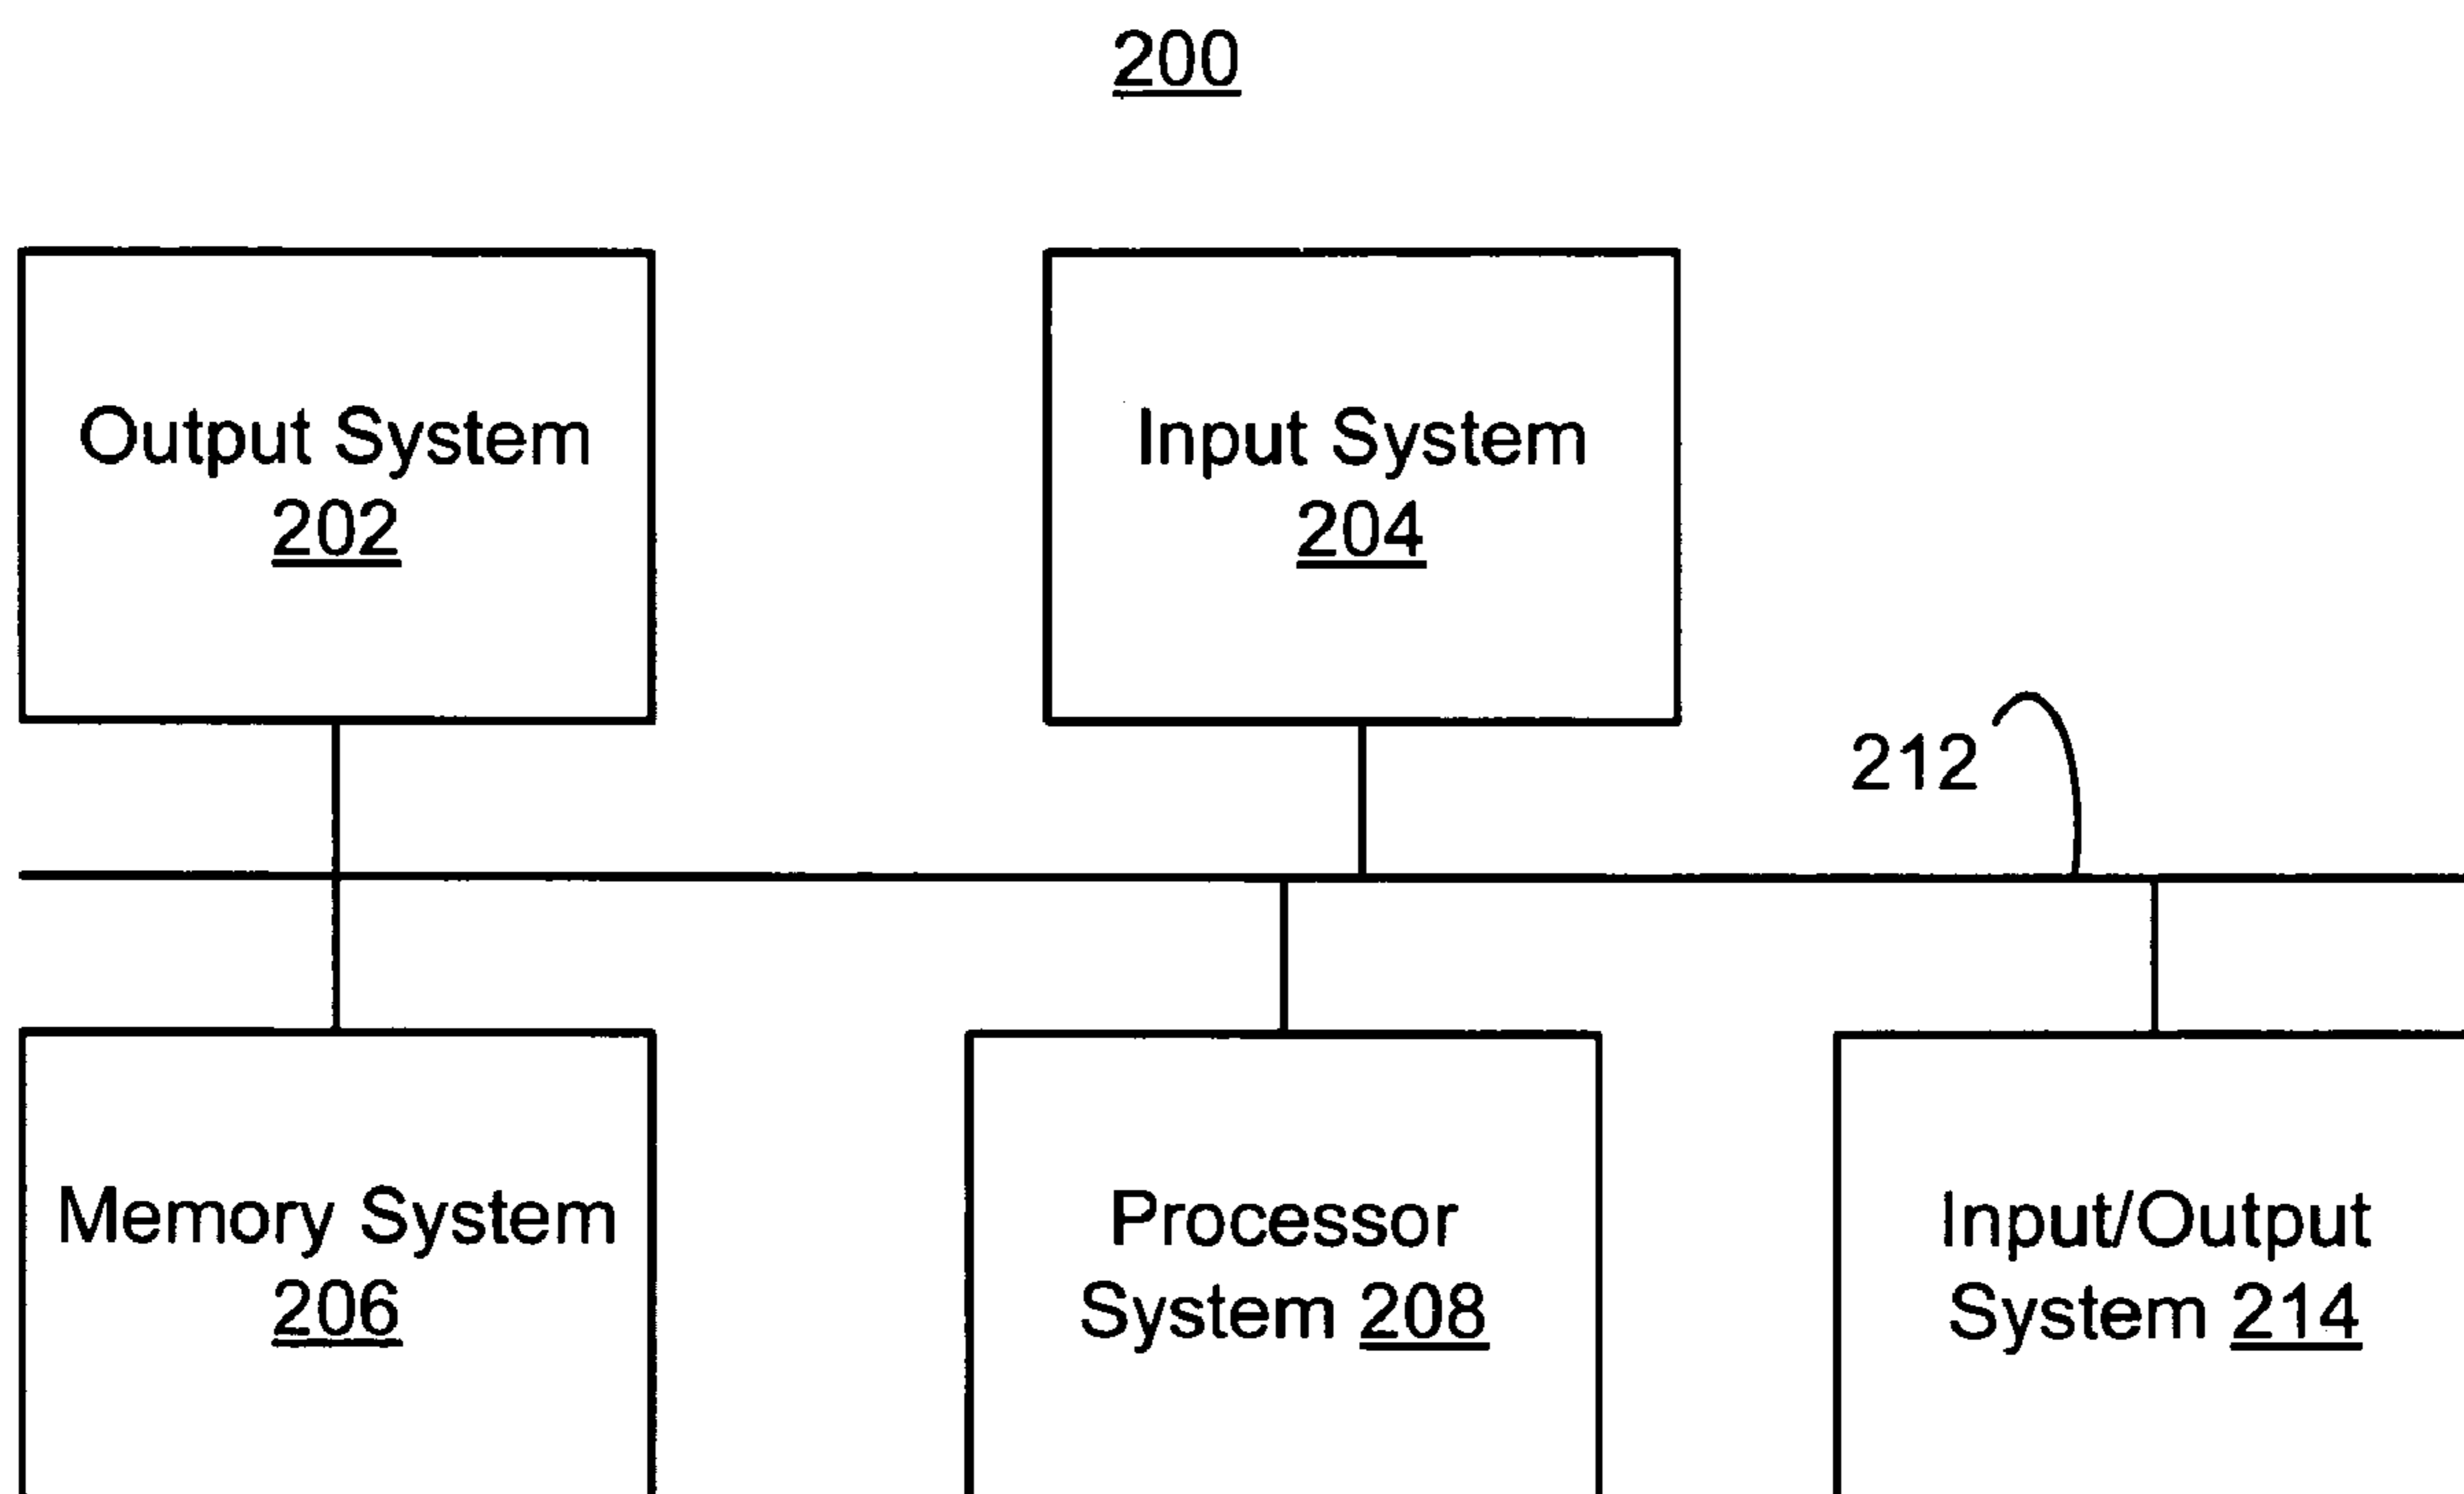 200
Output System
202
Input System
204
212
Memory System
206
Processor
System 208
Input/Output
System 214